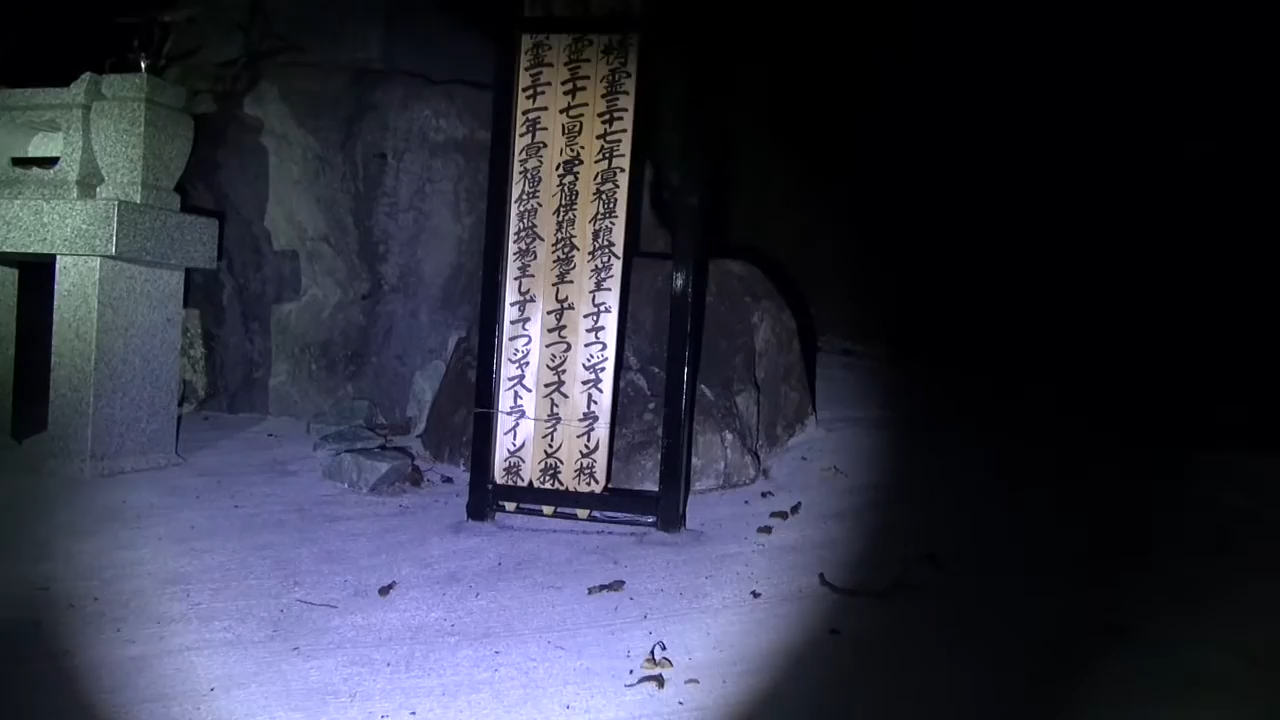 精霊三十七年冥福供養塔施主しずてつジャストライン(株
霊三十七回忌冥福供養塔施主しずてつジャストライン(株
霊三十一年冥福供養塔施主しずてつジャストライン(株